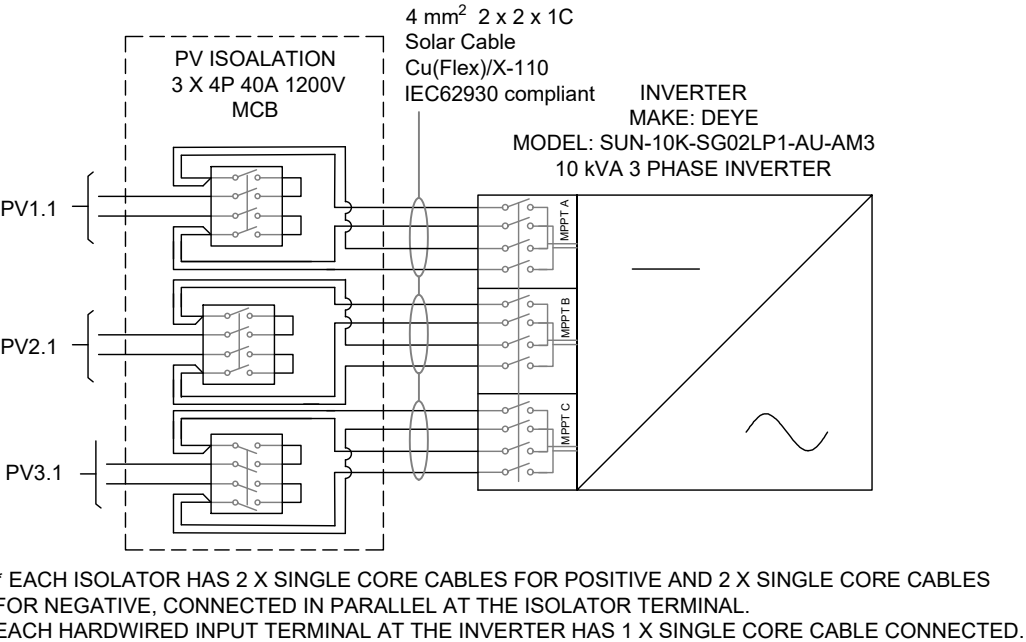 PV ISOALATION
3 X 4P 40A 1200V
MCB
4 mm² 2 x 2 x 1C
Solar Cable
Cu(Flex)/X-110
IEC62930 compliant
INVERTER
MAKE: DEYE
MODEL: SUN-10K-SG02LP1-AU-AM3
10 kVA 3 PHASE INVERTER
PV1.1
MPPT A
PV2.1
MPPT B
PV3.1
MPPT C
* EACH ISOLATOR HAS 2 X SINGLE CORE CABLES FOR POSITIVE AND 2 X SINGLE CORE CABLES
FOR NEGATIVE, CONNECTED IN PARALLEL AT THE ISOLATOR TERMINAL.
EACH HARDWIRED INPUT TERMINAL AT THE INVERTER HAS 1 X SINGLE CORE CABLE CONNECTED